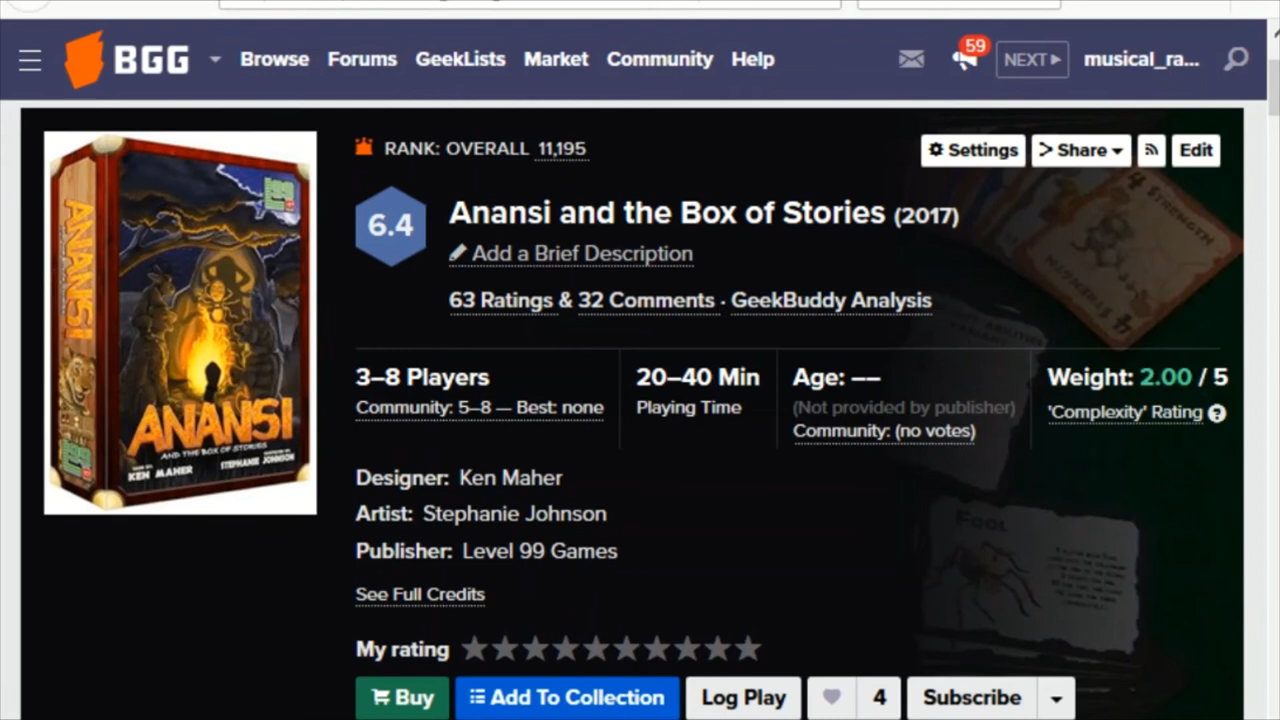 BGG Browse Forums GeekLists Market Community Help 59 NEXT musical_ra...
RANK: OVERALL 11,195
Settings Share Edit
6.4
Anansi and the Box of Stories (2017)
Add a Brief Description
63 Ratings & 32 Comments · GeekBuddy Analysis
3–8 Players
Community: 5–8 — Best: none
20–40 Min
Playing Time
Age: ––
(Not provided by publisher)
Community: (no votes)
Weight: 2.00 / 5
'Complexity' Rating ?
Designer: Ken Maher
Artist: Stephanie Johnson
Publisher: Level 99 Games
See Full Credits
My rating
Buy Add To Collection Log Play 4 Subscribe
ANANSI
ANANSI
AND THE BOX OF STORIES
KEN MAHER
STEPHANIE JOHNSON
4 STRENGTH
ABILITIES
FOOL